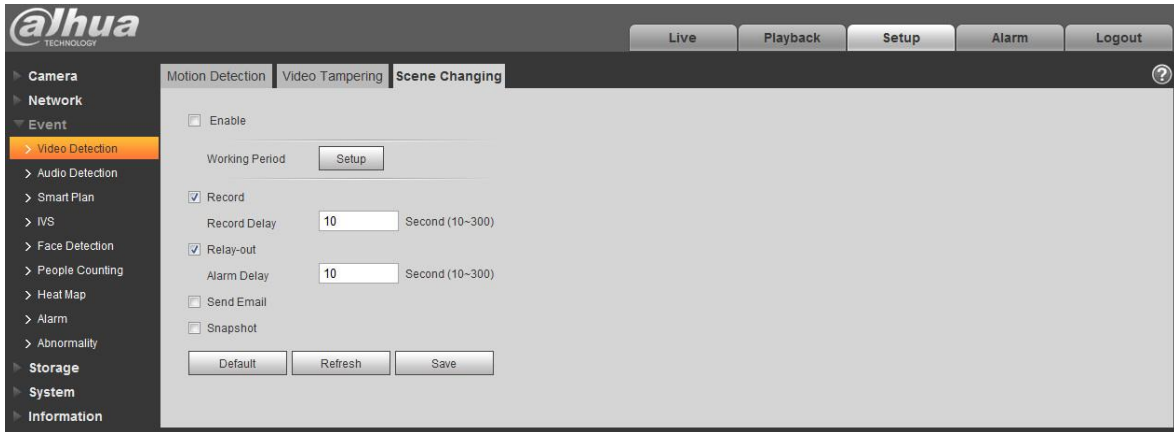 alhua
TECHNOLOGY
Live Playback Setup Alarm Logout
Camera
Network
Event
> Video Detection
> Audio Detection
> Smart Plan
> IVS
> Face Detection
> People Counting
> Heat Map
> Alarm
> Abnormality
Storage
System
Information
Motion Detection Video Tampering Scene Changing ?
Enable
Working Period Setup
Record
Record Delay 10 Second (10~300)
Relay-out
Alarm Delay 10 Second (10~300)
Send Email
Snapshot
Default Refresh Save